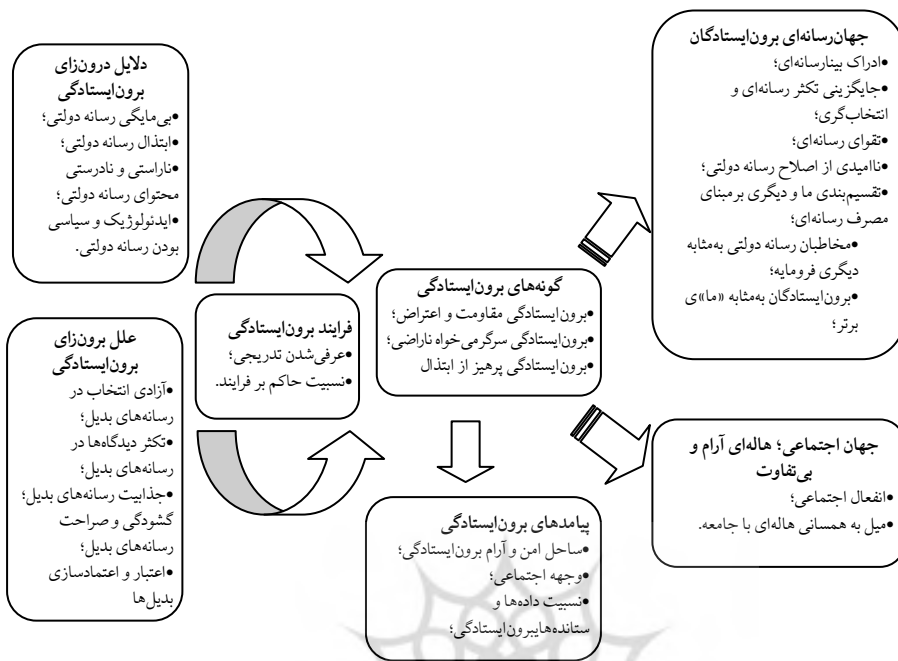 جهان‌رسانه‌ای برون‌ایستادگان
•ادراک بینارسانه‌ای؛
•جایگزینی تکثر رسانه‌ای و
انتخاب‌گری؛
•تقوای رسانه‌ای؛
•ناامیدی از اصلاح رسانه دولتی؛
•تقسیم‌بندی ما و دیگری برمبنای
مصرف رسانه‌ای؛
•مخاطبان رسانه دولتی به‌مثابه
دیگری فرومایه؛
•برون‌ایستادگان به‌مثابه «ما»ی
برتر؛
دلایل درون‌زای
برون‌ایستادگی
•بی‌مایگی رسانه دولتی؛
•ابتذال رسانه دولتی؛
•ناراستی و نادرستی
محتوای رسانه دولتی؛
•ایدئولوژیک و سیاسی
بودن رسانه دولتی.
گونه‌های برون‌ایستادگی
•برون‌ایستادگی مقاومت و اعتراض؛
•برون‌ایستادگی سرگرمی‌خواه ناراضی؛
•برون‌ایستادگی پرهیز از ابتذال
فرایند برون‌ایستادگی
•عرفی‌شدن تدریجی؛
•نسبیت حاکم بر فرایند.
علل برون‌زای
برون‌ایستادگی
•آزادی انتخاب در
رسانه‌های بدیل؛
•تکثر دیدگاه‌ها در
رسانه‌های بدیل؛
•جذابیت رسانه‌های بدیل؛
گشودگی و صراحت
رسانه‌های بدیل؛
•اعتبار و اعتمادسازی
بدیل‌ها
جهان اجتماعی؛ هاله‌ای آرام و
بی‌تفاوت
•انفعال اجتماعی؛
•میل به همسانی هاله‌ای با جامعه.
پیامدهای برون‌ایستادگی
•ساحل امن و آرام برون‌ایستادگی؛
•وجهه اجتماعی؛
•نسبیت داده‌ها و
ستانده‌هایبرون‌ایستادگی؛